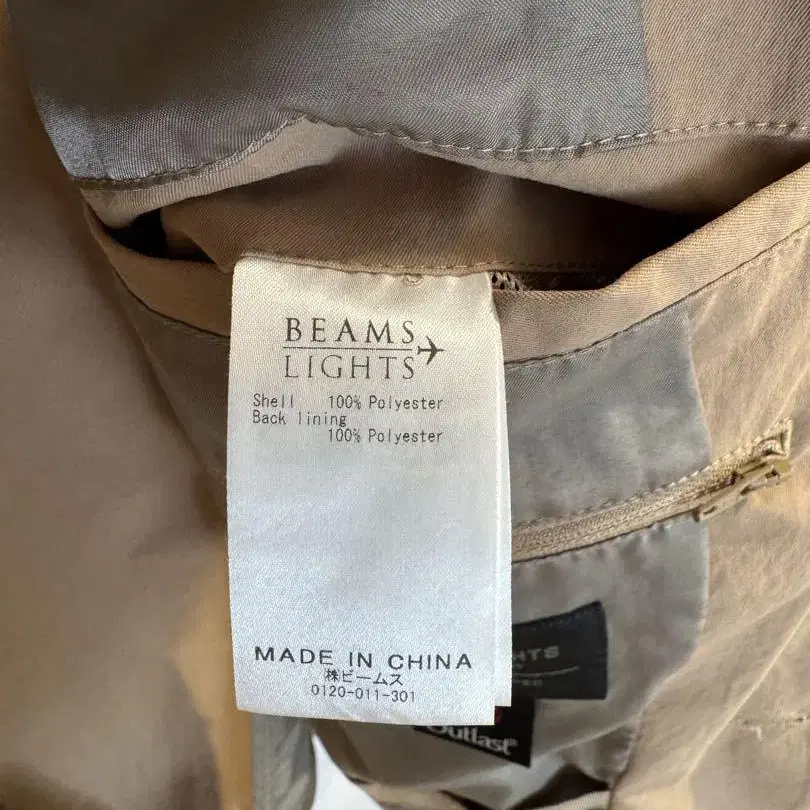 BEAMS
LIGHTS
Shell 100% Polyester
Back lining
100% Polyester
MADE IN CHINA
㈱ビームス
0120-011-301
Outlast®